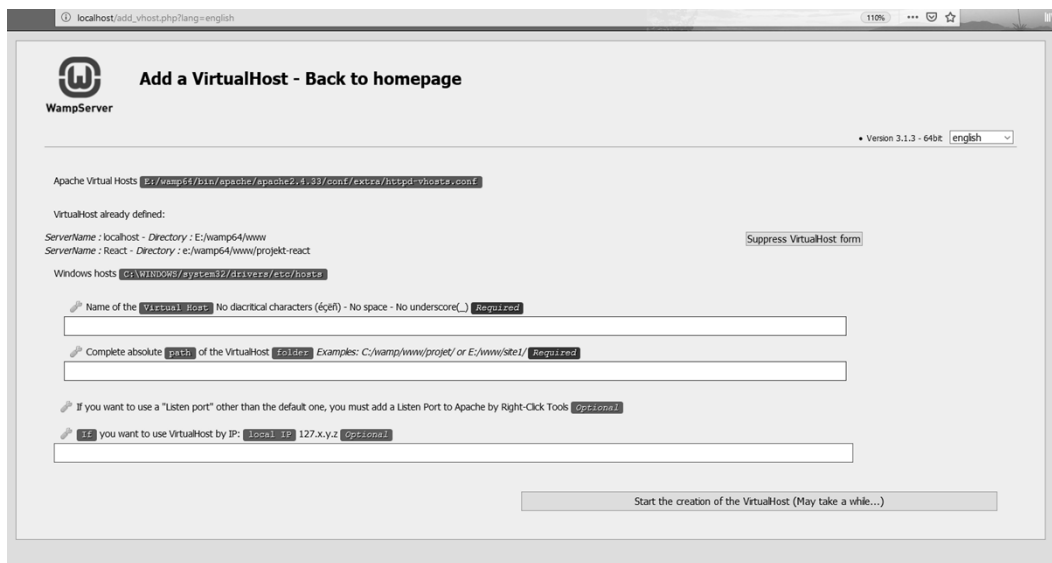 localhost/add_vhost.php?lang=english
110%
Add a VirtualHost - Back to homepage
WampServer
• Version 3.1.3 - 64bit english
Apache Virtual Hosts E:/wamp64/bin/apache/apache2.4.33/conf/extra/httpd-vhosts.conf
VirtualHost already defined:
ServerName : localhost - Directory : E:/wamp64/www
ServerName : React - Directory : e:/wamp64/www/projekt-react
Suppress VirtualHost form
Windows hosts C:\WINDOWS/system32/drivers/etc/hosts
Name of the Virtual Host No diacritical characters (éçëñ) - No space - No underscore(_) Required
Complete absolute path of the VirtualHost folder Examples: C:/wamp/www/projet/ or E:/www/site1/ Required
If you want to use a "Listen port" other than the default one, you must add a Listen Port to Apache by Right-Click Tools Optional
If you want to use VirtualHost by IP: local IP 127.x.y.z Optional
Start the creation of the VirtualHost (May take a while...)